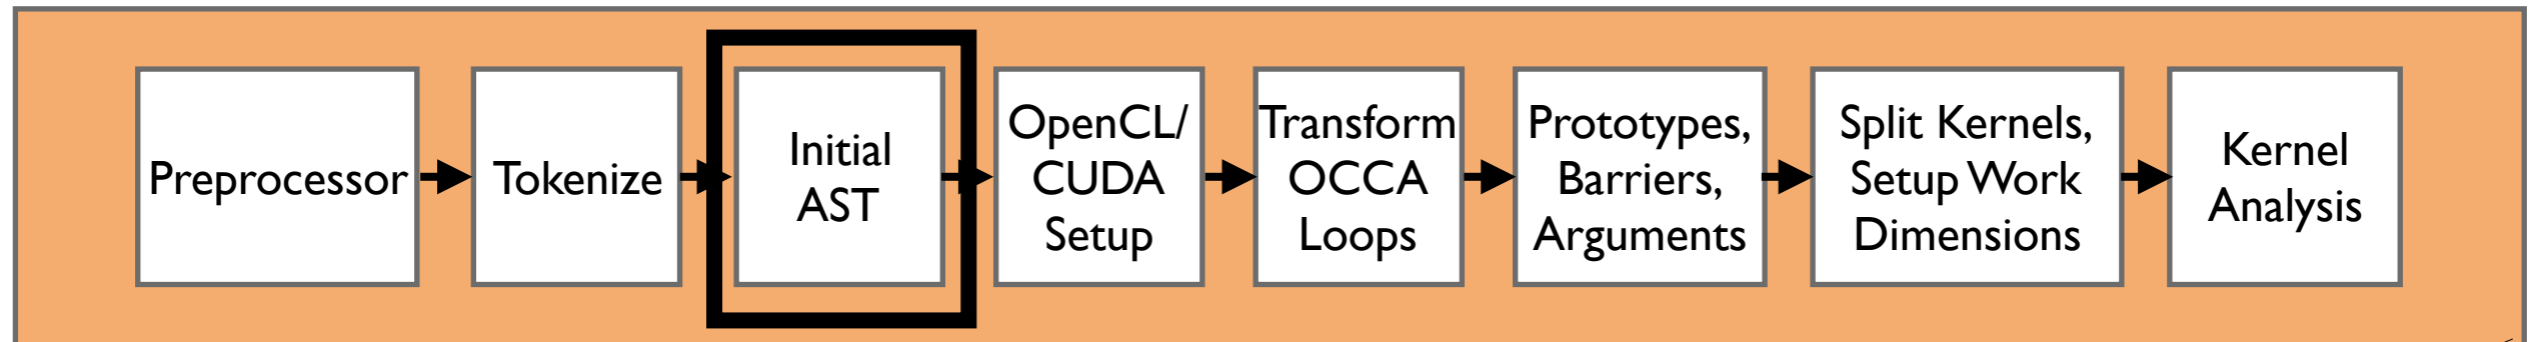 Preprocessor
Tokenize
Initial
AST
OpenCL/
CUDA
Setup
Transform
OCCA
Loops
Prototypes,
Barriers,
Arguments
Split Kernels,
Setup Work
Dimensions
Kernel
Analysis